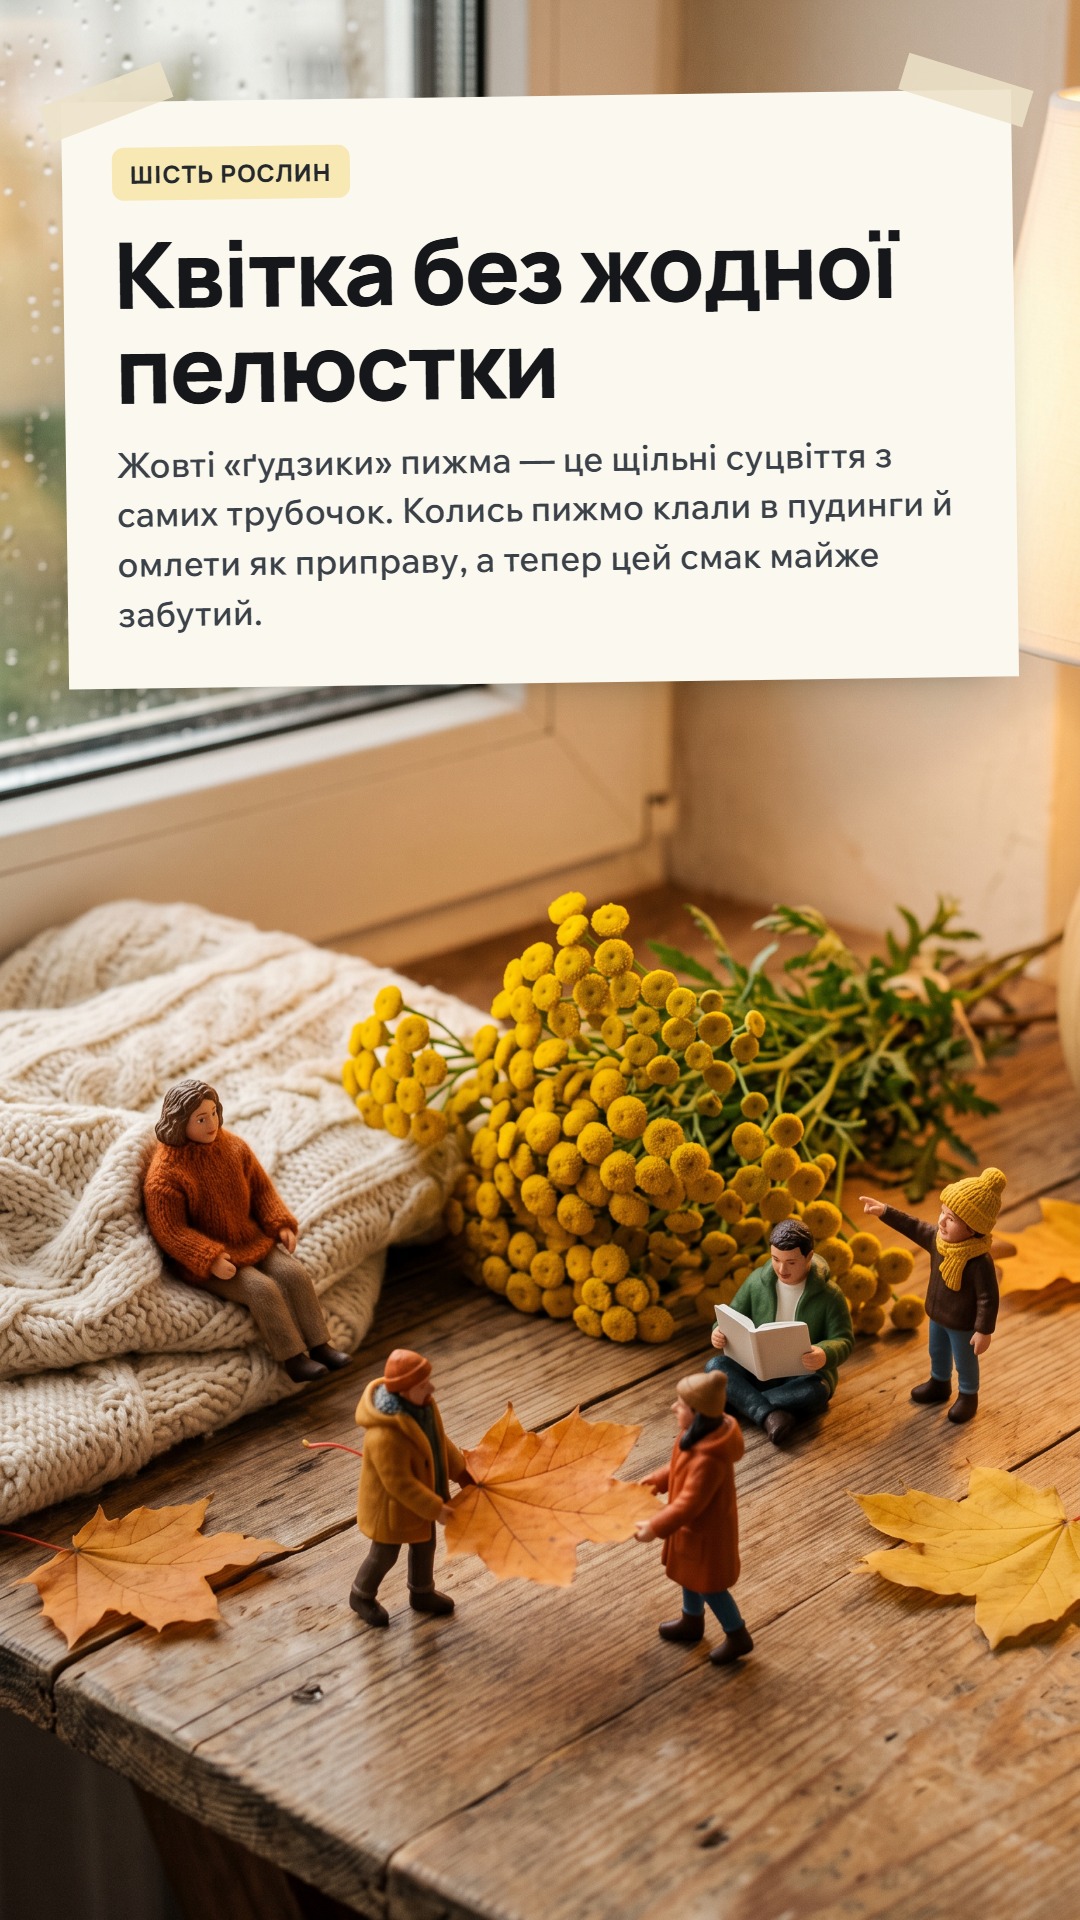 ШІСТЬ РОСЛИН
Квітка без жодної
пелюстки
Жовті «ґудзики» пижма — це щільні суцвіття з
самих трубочок. Колись пижмо клали в пудинги й
омлети як приправу, а тепер цей смак майже
забутий.